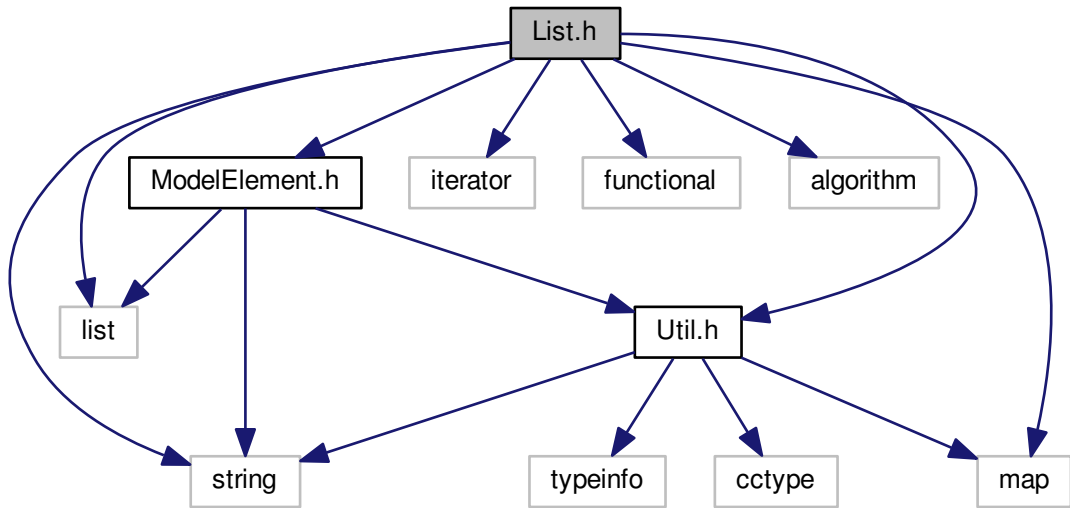 List.h
ModelElement.h
iterator
functional
algorithm
list
Util.h
string
typeinfo
cctype
map